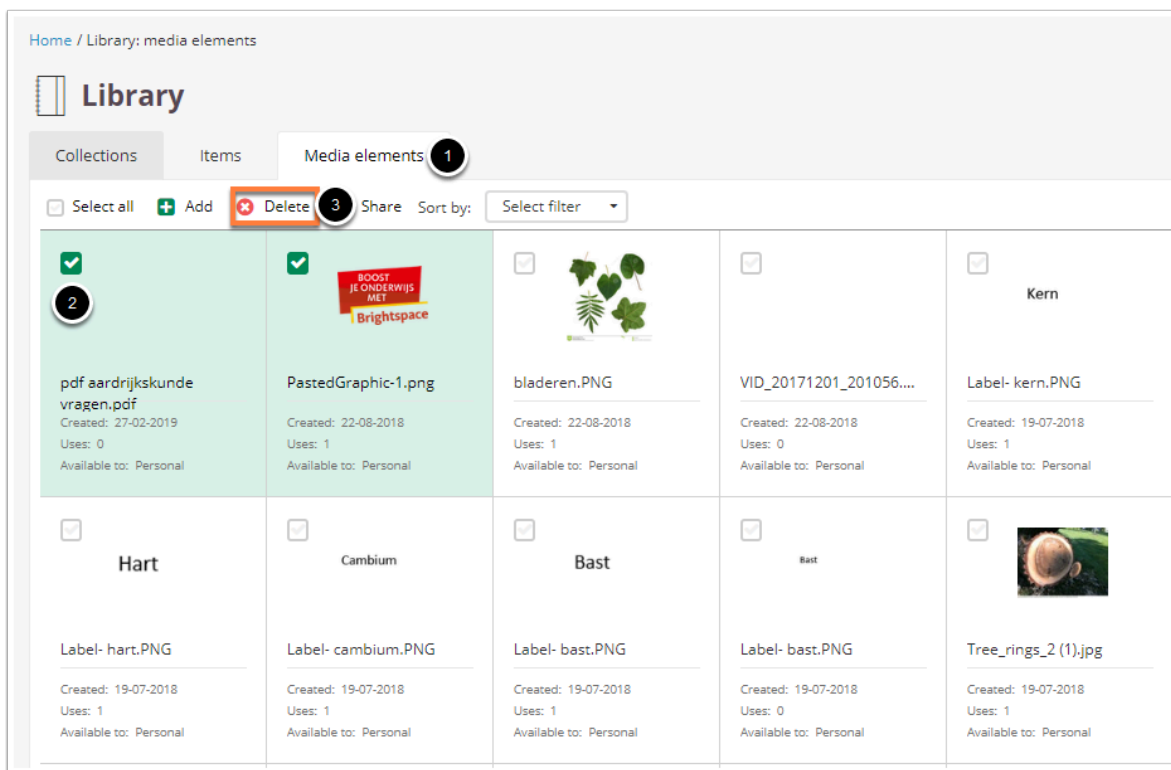 Home / Library: media elements
Library
Collections Items Media elements 1
Select all Add Delete 3 Share Sort by: Select filter
2
BOOST
JE ONDERWIJS
MET
Brightspace
Kern
pdf aardrijkskunde
vragen.pdf
PastedGraphic-1.png
bladeren.PNG
VID_20171201_201056....
Label- kern.PNG
Created: 27-02-2019 Created: 22-08-2018 Created: 22-08-2018 Created: 22-08-2018 Created: 19-07-2018
Uses: 0 Uses: 1 Uses: 1 Uses: 0 Uses: 1
Available to: Personal Available to: Personal Available to: Personal Available to: Personal Available to: Personal
Hart Cambium Bast Bast
Label- hart.PNG Label- cambium.PNG Label- bast.PNG Label- bast.PNG Tree_rings_2 (1).jpg
Created: 19-07-2018 Created: 19-07-2018 Created: 19-07-2018 Created: 19-07-2018 Created: 19-07-2018
Uses: 1 Uses: 1 Uses: 1 Uses: 0 Uses: 1
Available to: Personal Available to: Personal Available to: Personal Available to: Personal Available to: Personal